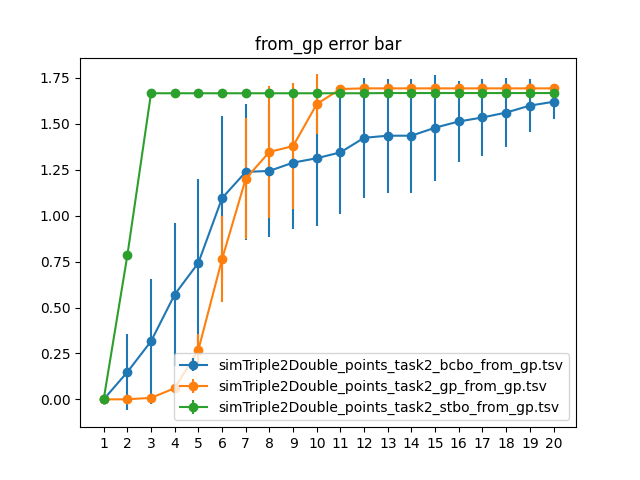 from_gp error bar
1.75
1.50
1.25
1.00
0.75
0.50
0.25
0.00
simTriple2Double_points_task2_bcbo_from_gp.tsv
simTriple2Double_points_task2_gp_from_gp.tsv
simTriple2Double_points_task2_stbo_from_gp.tsv
1 2 3 4 5 6 7 8 9 10 11 12 13 14 15 16 17 18 19 20